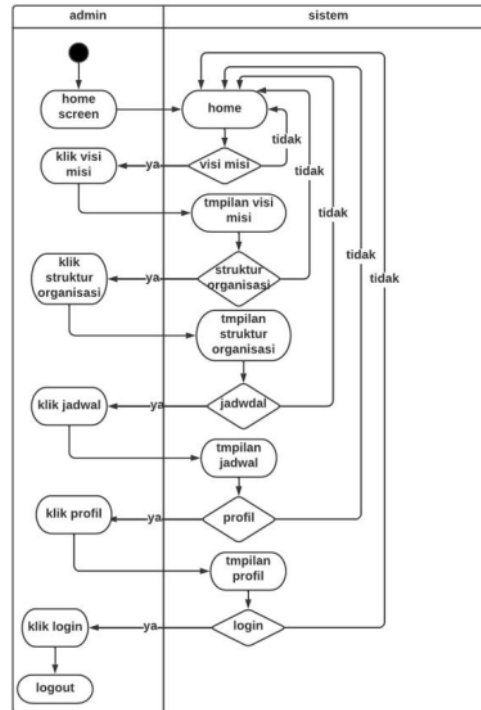 admin
sistem
home
screen
home
tidak
klik visi
misi
ya
visi misi
tidak
tmpilan visi
misi
tidak
klik
struktur
organisasi
ya
struktur
organisasi
tidak
tidak
tmpilan
struktur
organisasi
klik jadwal
ya
jadwdal
tmpilan
jadwal
klik profil
ya
profil
tmpilan
profil
klik login
ya
login
logout